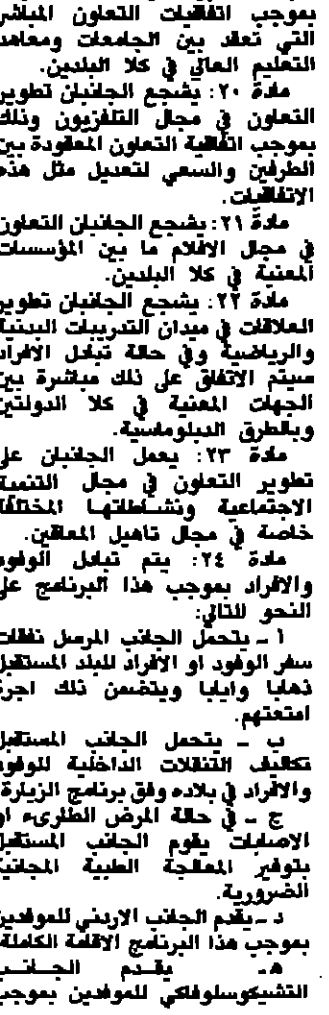 بموجب اتفاقيات التعاون المباشر
التي تعقد بين الجامعات ومعاهد
التعليم العالي في كلا البلدين.
مادة ٢٠: يشجع الجانبان تطوير
التعاون في مجال التلفزيون وذلك
بموجب اتفاقية التعاون المعقودة بين
الطرفين والسعي لتعديل مثل هذه
الاتفاقيات.
مادة ٢١: يشجع الجانبان التعاون
في مجال الافلام ما بين المؤسسات
المعنية في كلا البلدين.
مادة ٢٢: يشجع الجانبان تطوير
العلاقات في ميدان التدريبات البدنية
والرياضية وفي حالة تبادل الافراد
سيتم الاتفاق على ذلك مباشرة بين
الجهات المعنية في كلا الدولتين
وبالطرق الدبلوماسية.
مادة ٢٣: يعمل الجانبان على
تطوير التعاون في مجال التنمية
الاجتماعية ونشاطاتها المختلفة
خاصة في مجال تاهيل المعاقين.
مادة ٢٤: يتم تبادل الوفود
والافراد بموجب هذا البرنامج على
النحو التالي:
أ ـ يتحمل الجانب المرسل نفقات
سفر الوفود او الافراد للبلد المستقبل
ذهابا وايابا ويتضمن ذلك اجرة
امتعتهم.
ب ـ يتحمل الجانب المستقبل
تكاليف التنقلات الداخلية للوفود
والافراد في بلاده وفق برنامج الزيارة
ج ـ في حالة المرض الطارىء او
الاصابات يقوم الجانب المستقبل
بتوفير المعالجة الطبية المجانية
الضرورية.
د ـ يقدم الجانب الاردني للموفدين
بموجب هذا البرنامج الاقامة الكاملة
هـ ـ يقدم الجانب
التشيكوسلوفاكي للموفدين بموجب